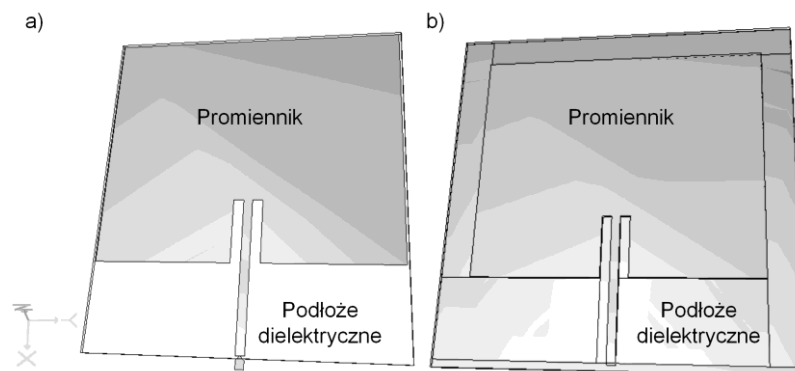 a)
Promiennik
Podłoże
dielektryczne
Z
Y
X
b)
Promiennik
Podłoże
dielektryczne